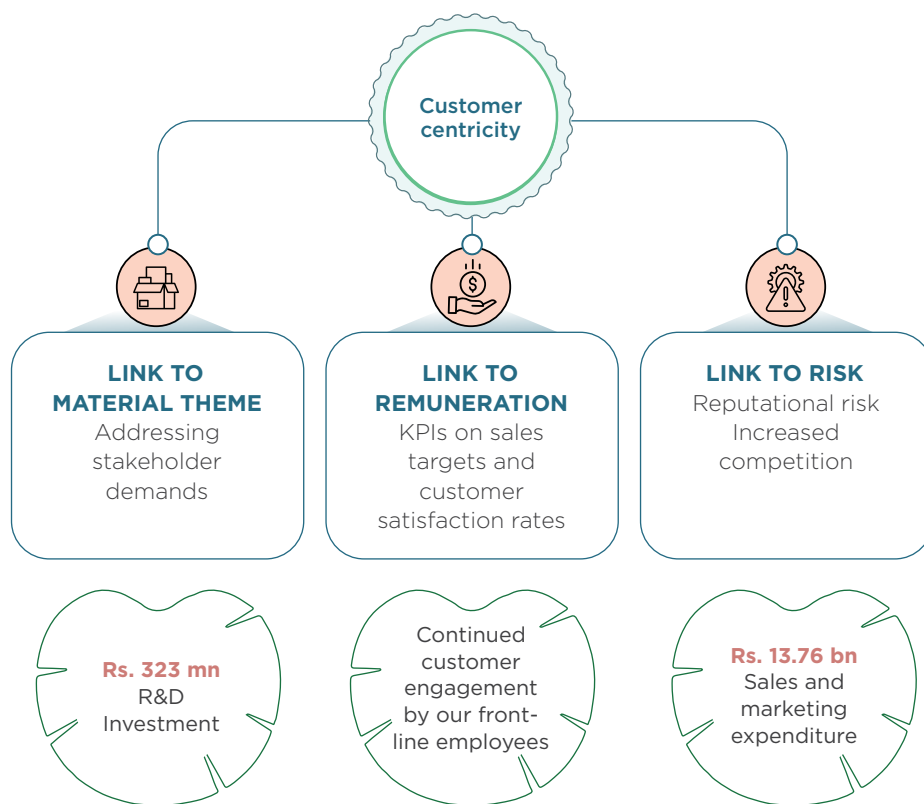 Customer
centricity
$
LINK TO
MATERIAL THEME
Addressing
stakeholder
demands
LINK TO
REMUNERATION
KPIs on sales
targets and
customer
satisfaction rates
LINK TO RISK
Reputational risk
Increased
competition
Rs. 323 mn
R&D
Investment
Continued
customer
engagement
by our front-
line employees
Rs. 13.76 bn
Sales and
marketing
expenditure